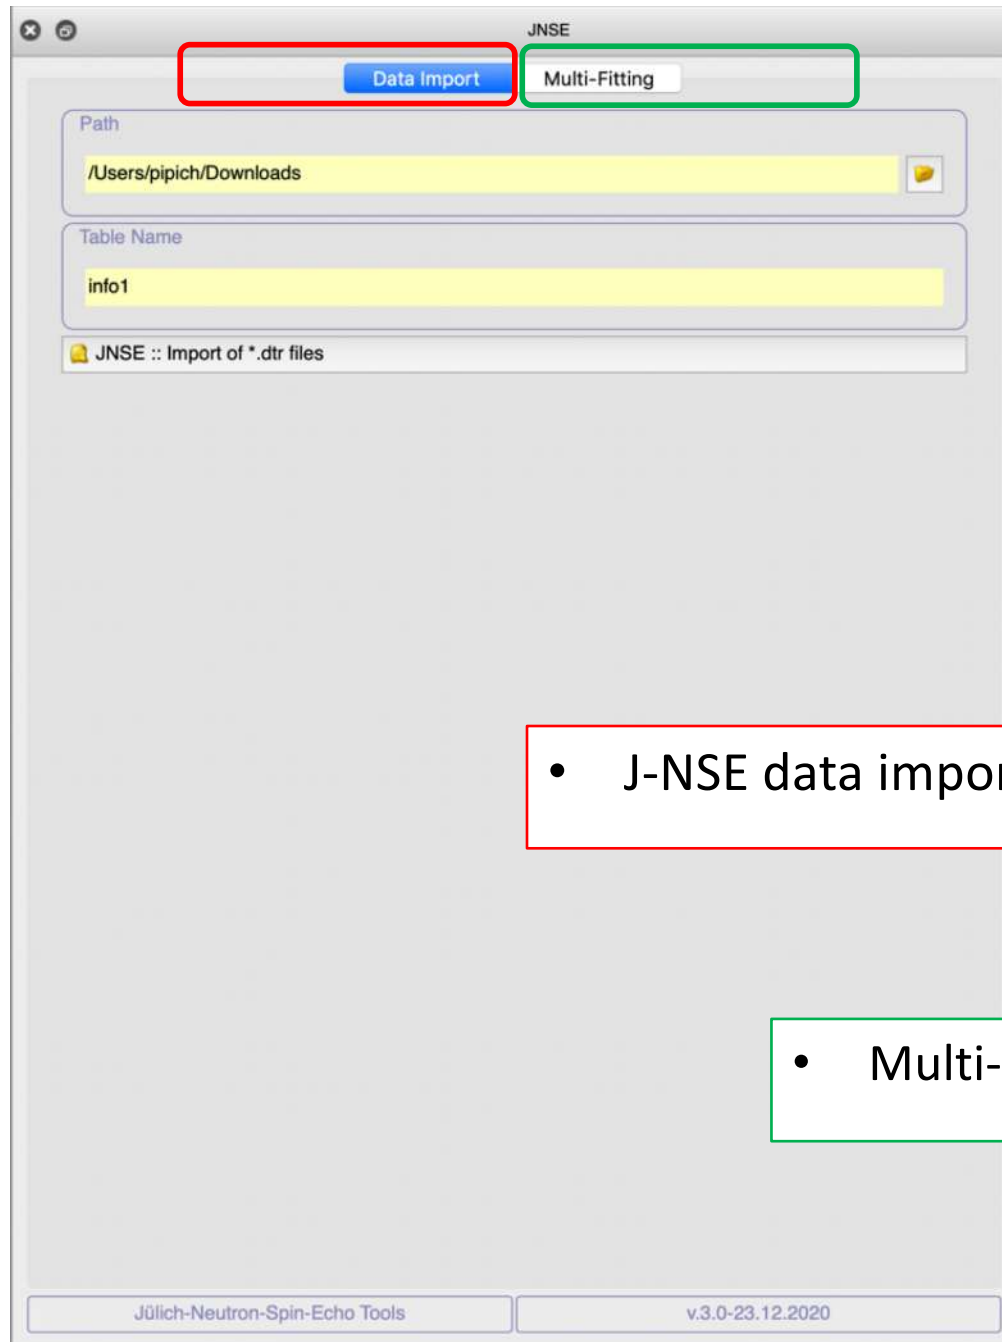 JNSE
Data Import Multi-Fitting
Path
/Users/pipich/Downloads
Table Name
info1
JNSE :: Import of *.dtr files
• J-NSE data
• Multi-
Jülich-Neutron-Spin-Echo Tools v.3.0-23.12.2020